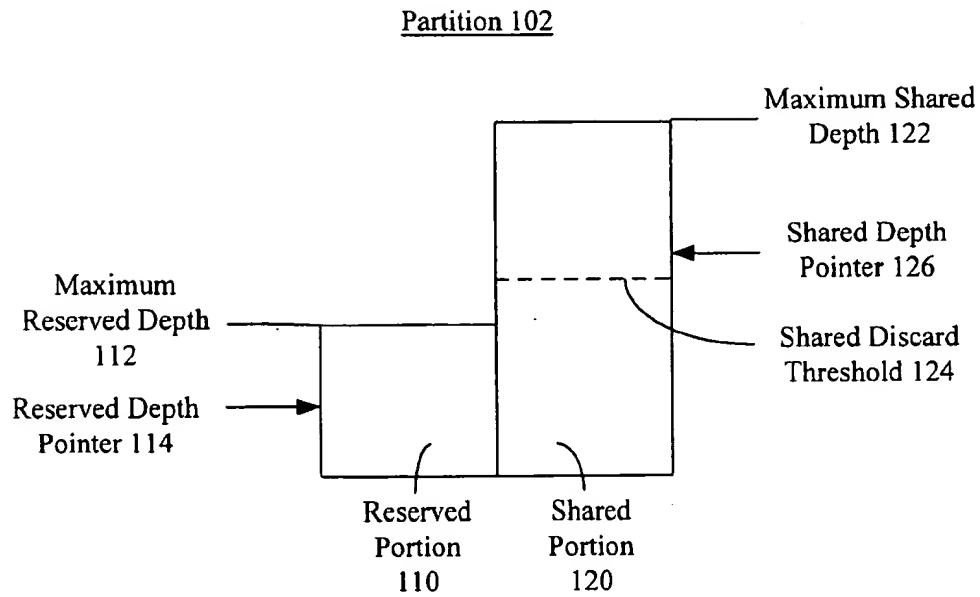 Partition 102
Maximum Shared
Depth 122
Shared Depth
Pointer 126
Maximum
Reserved Depth
112
Shared Discard
Threshold 124
Reserved Depth
Pointer 114
Reserved
Portion
110
Shared
Portion
120